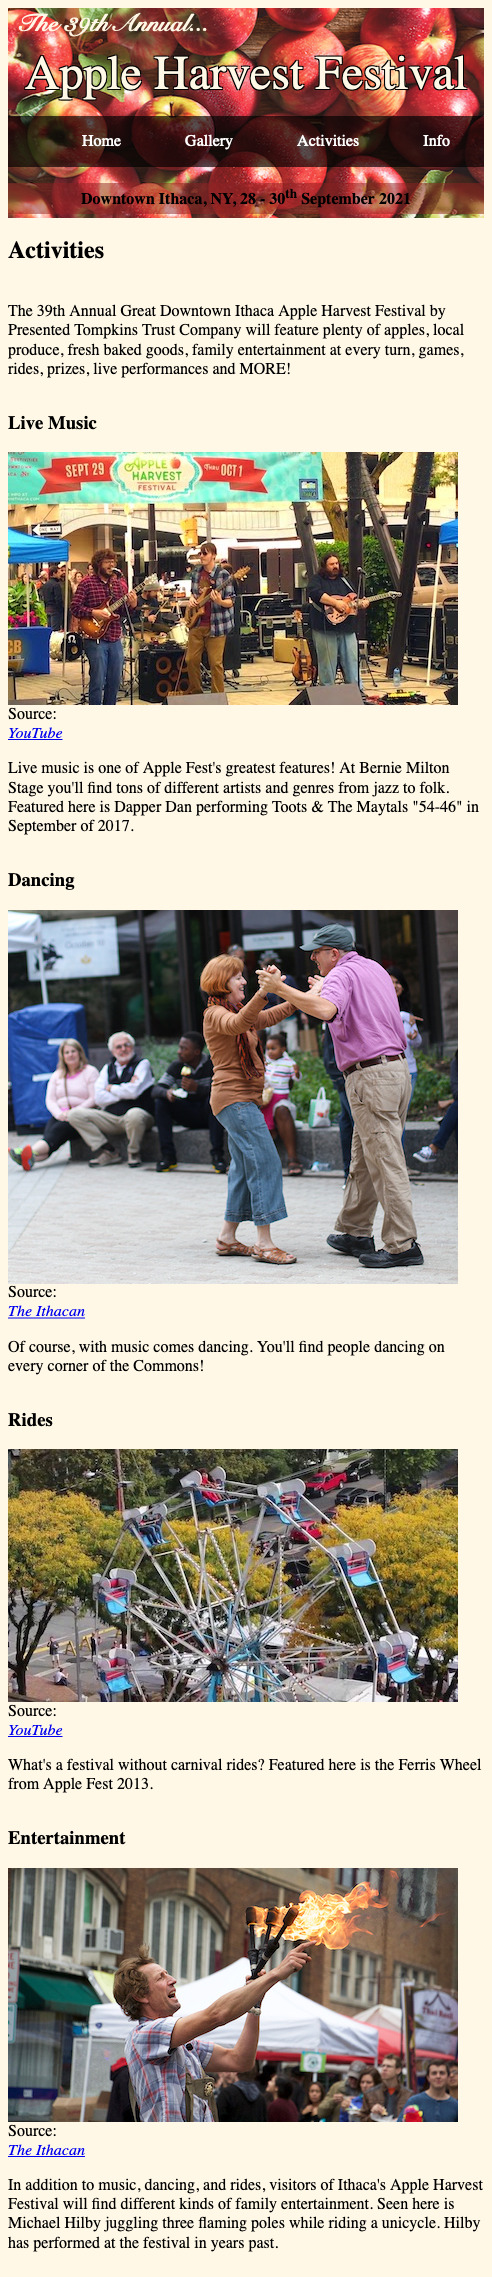 The 39th Annual...
Apple Harvest Festival
Home Gallery Activities Info
Downtown Ithaca, NY, 28 - 30th September 2021
Activities
The 39th Annual Great Downtown Ithaca Apple Harvest Festival by
Presented Tompkins Trust Company will feature plenty of apples, local
produce, fresh baked goods, family entertainment at every turn, games,
rides, prizes, live performances and MORE!
Live Music
SEPT 29 APPLE HARVEST FESTIVAL THRU OCT 1
ONE WAY
Source:
YouTube
Live music is one of Apple Fest's greatest features! At Bernie Milton
Stage you'll find tons of different artists and genres from jazz to folk.
Featured here is Dapper Dan performing Toots & The Maytals "54-46" in
September of 2017.
Dancing
Source:
The Ithacan
Of course, with music comes dancing. You'll find people dancing on
every corner of the Commons!
Rides
Source:
YouTube
What's a festival without carnival rides? Featured here is the Ferris Wheel
from Apple Fest 2013.
Entertainment
Source:
The Ithacan
In addition to music, dancing, and rides, visitors of Ithaca's Apple Harvest
Festival will find different kinds of family entertainment. Seen here is
Michael Hilby juggling three flaming poles while riding a unicycle. Hilby
has performed at the festival in years past.